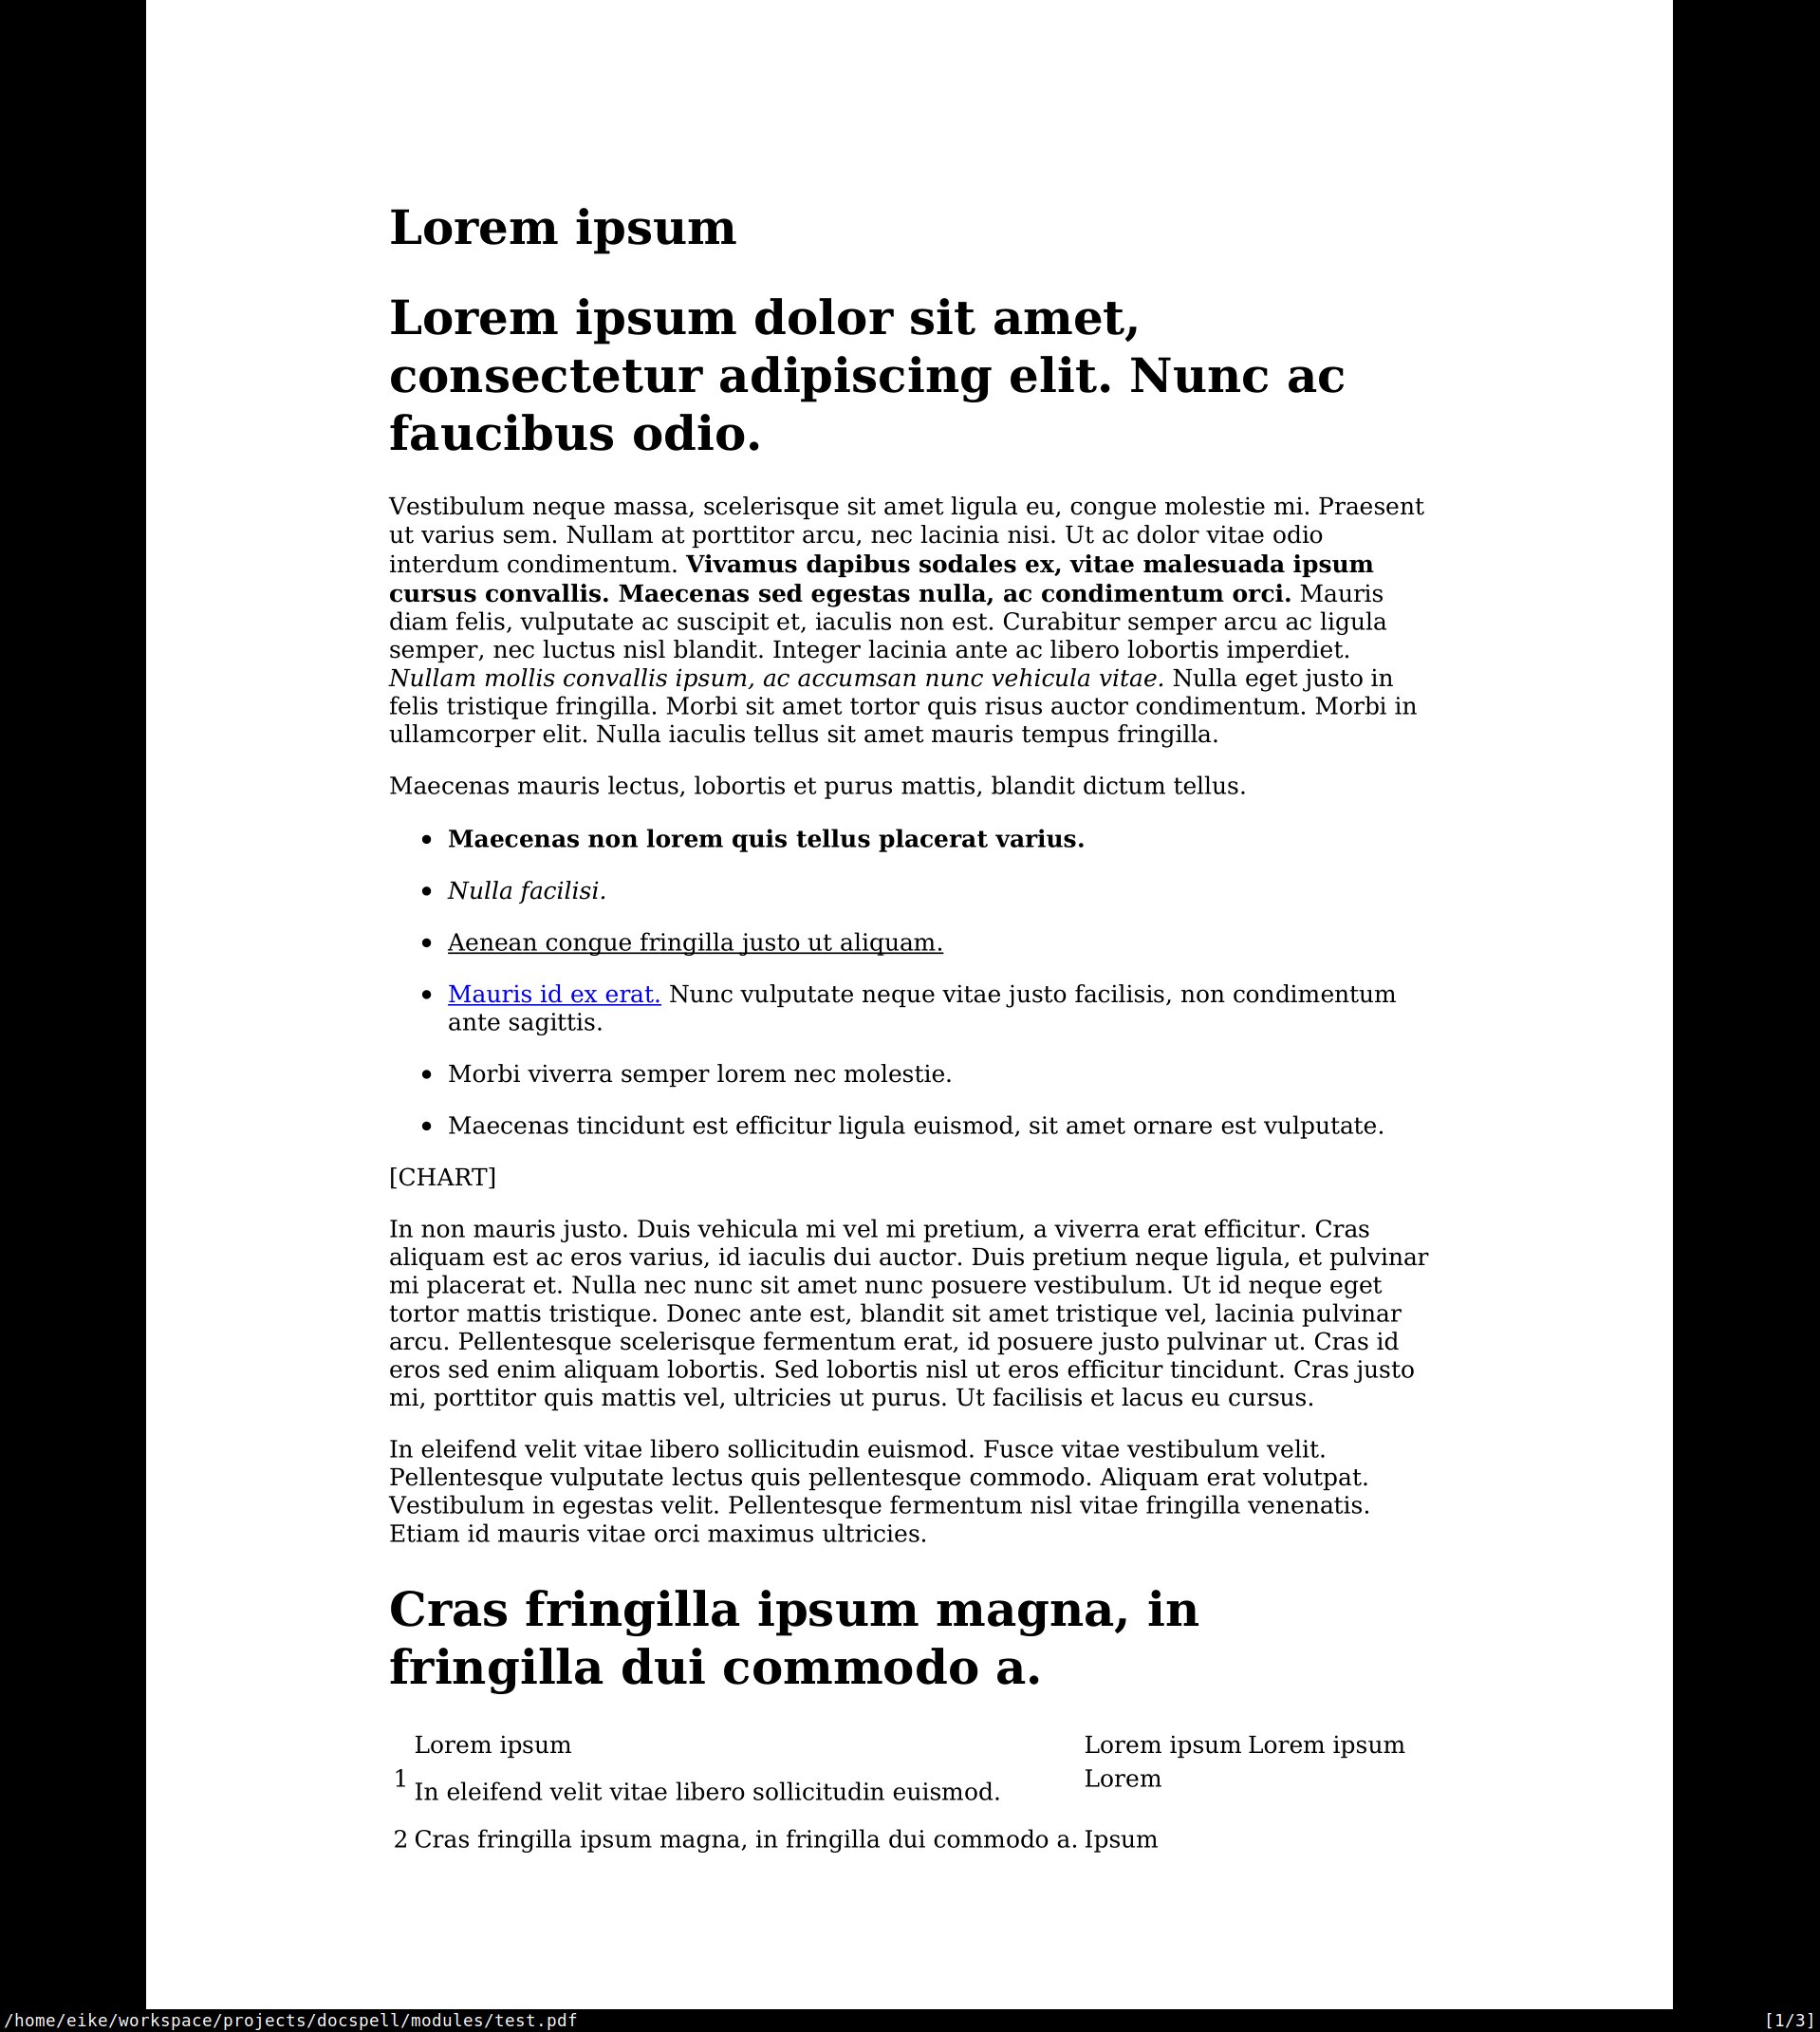 Lorem ipsum
Lorem ipsum dolor sit amet,
consectetur adipiscing elit. Nunc ac
faucibus odio.
Vestibulum neque massa, scelerisque sit amet ligula eu, congue molestie mi. Praesent
ut varius sem. Nullam at porttitor arcu, nec lacinia nisi. Ut ac dolor vitae odio
interdum condimentum. Vivamus dapibus sodales ex, vitae malesuada ipsum
cursus convallis. Maecenas sed egestas nulla, ac condimentum orci. Mauris
diam felis, vulputate ac suscipit et, iaculis non est. Curabitur semper arcu ac ligula
semper, nec luctus nisl blandit. Integer lacinia ante ac libero lobortis imperdiet.
Nullam mollis convallis ipsum, ac accumsan nunc vehicula vitae. Nulla eget justo in
felis tristique fringilla. Morbi sit amet tortor quis risus auctor condimentum. Morbi in
ullamcorper elit. Nulla iaculis tellus sit amet mauris tempus fringilla.
Maecenas mauris lectus, lobortis et purus mattis, blandit dictum tellus.
• Maecenas non lorem quis tellus placerat varius.
• Nulla facilisi.
• Aenean congue fringilla justo ut aliquam.
• Mauris id ex erat. Nunc vulputate neque vitae justo facilisis, non condimentum
ante sagittis.
• Morbi viverra semper lorem nec molestie.
• Maecenas tincidunt est efficitur ligula euismod, sit amet ornare est vulputate.
[CHART]
In non mauris justo. Duis vehicula mi vel mi pretium, a viverra erat efficitur. Cras
aliquam est ac eros varius, id iaculis dui auctor. Duis pretium neque ligula, et pulvinar
mi placerat et. Nulla nec nunc sit amet nunc posuere vestibulum. Ut id neque eget
tortor mattis tristique. Donec ante est, blandit sit amet tristique vel, lacinia pulvinar
arcu. Pellentesque scelerisque fermentum erat, id posuere justo pulvinar ut. Cras id
eros sed enim aliquam lobortis. Sed lobortis nisl ut eros efficitur tincidunt. Cras justo
mi, porttitor quis mattis vel, ultricies ut purus. Ut facilisis et lacus eu cursus.
In eleifend velit vitae libero sollicitudin euismod. Fusce vitae vestibulum velit.
Pellentesque vulputate lectus quis pellentesque commodo. Aliquam erat volutpat.
Vestibulum in egestas velit. Pellentesque fermentum nisl vitae fringilla venenatis.
Etiam id mauris vitae orci maximus ultricies.
Cras fringilla ipsum magna, in
fringilla dui commodo a.
Lorem ipsum Lorem ipsum Lorem ipsum
1 In eleifend velit vitae libero sollicitudin euismod. Lorem
2 Cras fringilla ipsum magna, in fringilla dui commodo a. Ipsum
/home/eike/workspace/projects/docspell/modules/test.pdf [1/3]